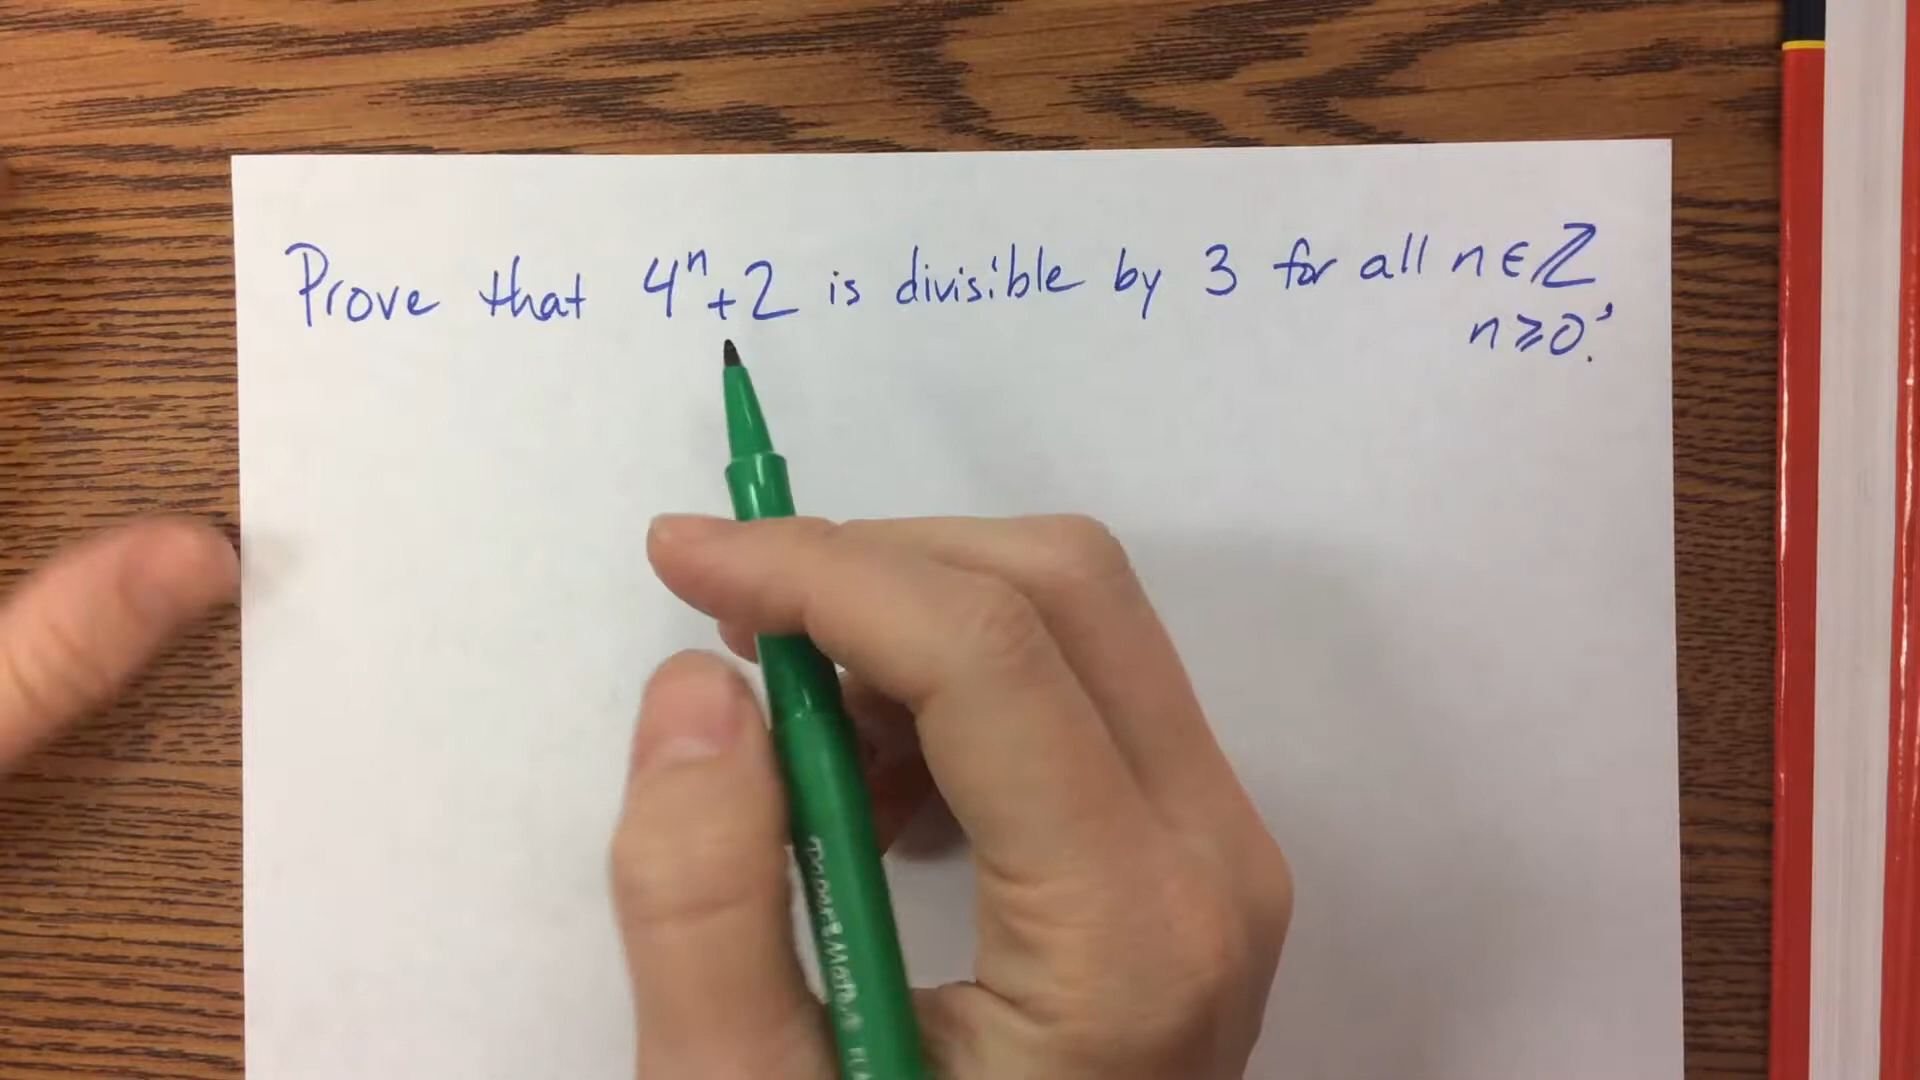 Prove that 4ⁿ+2 is divisible by 3 for all n∈ℤ,
n⩾0.